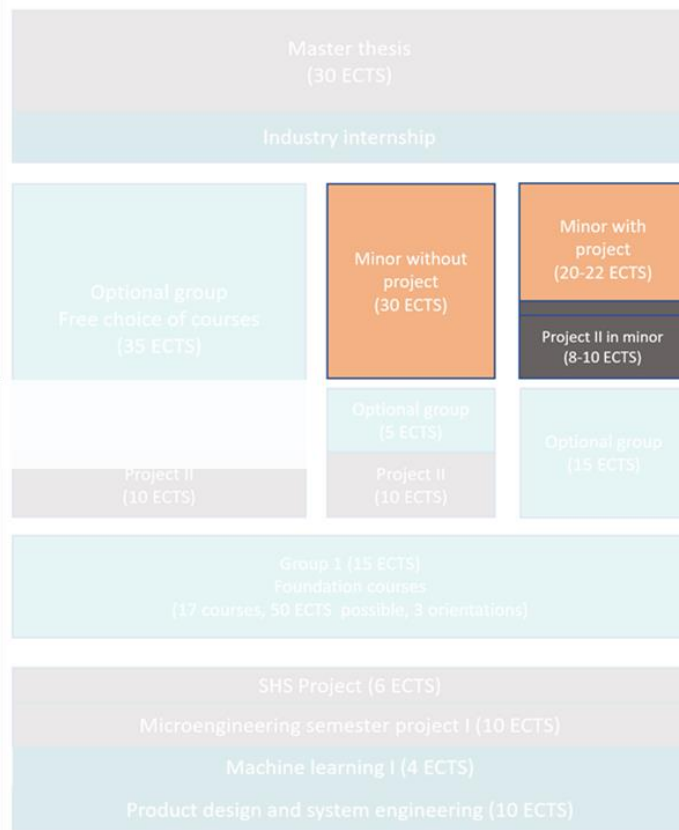 Master thesis
(30 ECTS)
Industry internship
Optional group
Free choice of courses
(35 ECTS)
Minor without
project
(30 ECTS)
Minor with
project
(20-22 ECTS)
Project II in minor
(8-10 ECTS)
Project II
(10 ECTS)
Optional group
(5 ECTS)
Project II
(10 ECTS)
Optional group
(15 ECTS)
Group 1 (15 ECTS)
Foundation courses
(17 courses, 50 ECTS possible, 3 orientations)
SHS Project (6 ECTS)
Microengineering semester project I (10 ECTS)
Machine learning I (4 ECTS)
Product design and system engineering (10 ECTS)